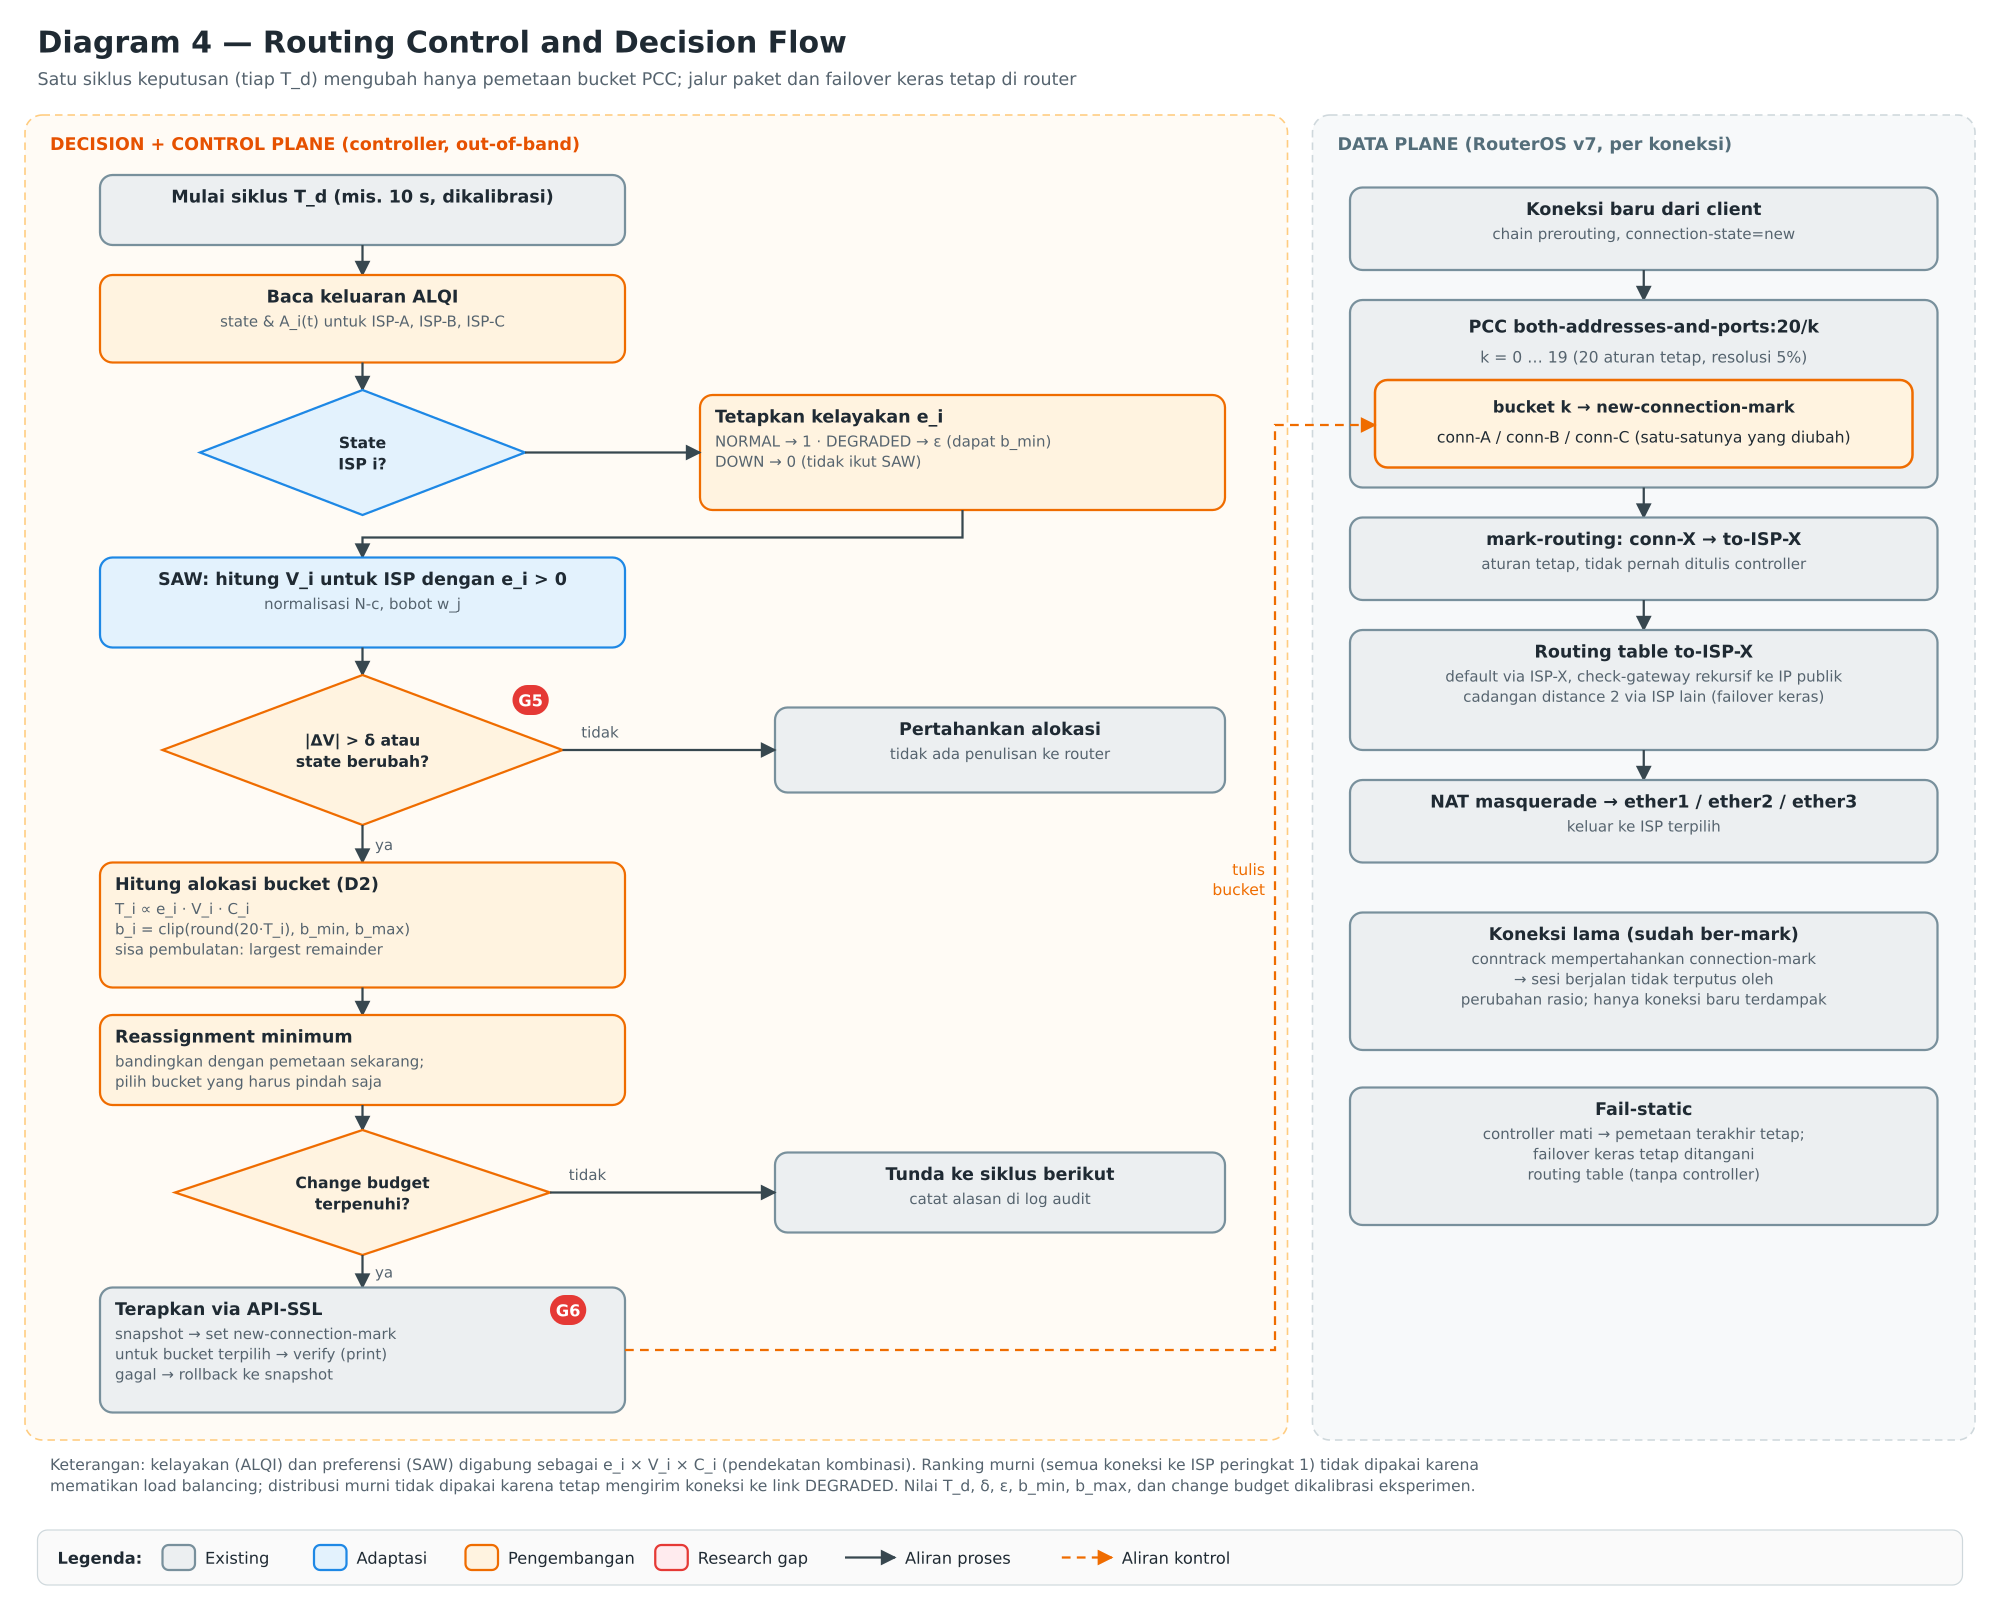 Diagram 4 — Routing Control and Decision Flow
Satu siklus keputusan (tiap T_d) mengubah hanya pemetaan bucket PCC; jalur paket dan failover keras tetap di router
DECISION + CONTROL PLANE (controller, out-of-band)
Mulai siklus T_d (mis. 10 s, dikalibrasi)
Baca keluaran ALQI
state & A_i(t) untuk ISP-A, ISP-B, ISP-C
State
ISP i?
Tetapkan kelayakan e_i
NORMAL → 1 · DEGRADED → ε (dapat b_min)
DOWN → 0 (tidak ikut SAW)
SAW: hitung V_i untuk ISP dengan e_i > 0
normalisasi N-c, bobot w_j
G5
|ΔV| > δ atau
state berubah?
tidak
Pertahankan alokasi
tidak ada penulisan ke router
ya
Hitung alokasi bucket (D2)
T_i ∝ e_i · V_i · C_i
b_i = clip(round(20·T_i), b_min, b_max)
sisa pembulatan: largest remainder
Reassignment minimum
bandingkan dengan pemetaan sekarang;
pilih bucket yang harus pindah saja
Change budget
terpenuhi?
tidak
Tunda ke siklus berikut
catat alasan di log audit
ya
Terapkan via API-SSL
G6
snapshot → set new-connection-mark
untuk bucket terpilih → verify (print)
gagal → rollback ke snapshot
tulis
bucket
DATA PLANE (RouterOS v7, per koneksi)
Koneksi baru dari client
chain prerouting, connection-state=new
PCC both-addresses-and-ports:20/k
k = 0 … 19 (20 aturan tetap, resolusi 5%)
bucket k → new-connection-mark
conn-A / conn-B / conn-C (satu-satunya yang diubah)
mark-routing: conn-X → to-ISP-X
aturan tetap, tidak pernah ditulis controller
Routing table to-ISP-X
default via ISP-X, check-gateway rekursif ke IP publik
cadangan distance 2 via ISP lain (failover keras)
NAT masquerade → ether1 / ether2 / ether3
keluar ke ISP terpilih
Koneksi lama (sudah ber-mark)
conntrack mempertahankan connection-mark
→ sesi berjalan tidak terputus oleh
perubahan rasio; hanya koneksi baru terdampak
Fail-static
controller mati → pemetaan terakhir tetap;
failover keras tetap ditangani
routing table (tanpa controller)
Keterangan: kelayakan (ALQI) dan preferensi (SAW) digabung sebagai e_i × V_i × C_i (pendekatan kombinasi). Ranking murni (semua koneksi ke ISP peringkat 1) tidak dipakai karena
mematikan load balancing; distribusi murni tidak dipakai karena tetap mengirim koneksi ke link DEGRADED. Nilai T_d, δ, ε, b_min, b_max, dan change budget dikalibrasi eksperimen.
Legenda: Existing Adaptasi Pengembangan Research gap Aliran proses Aliran kontrol